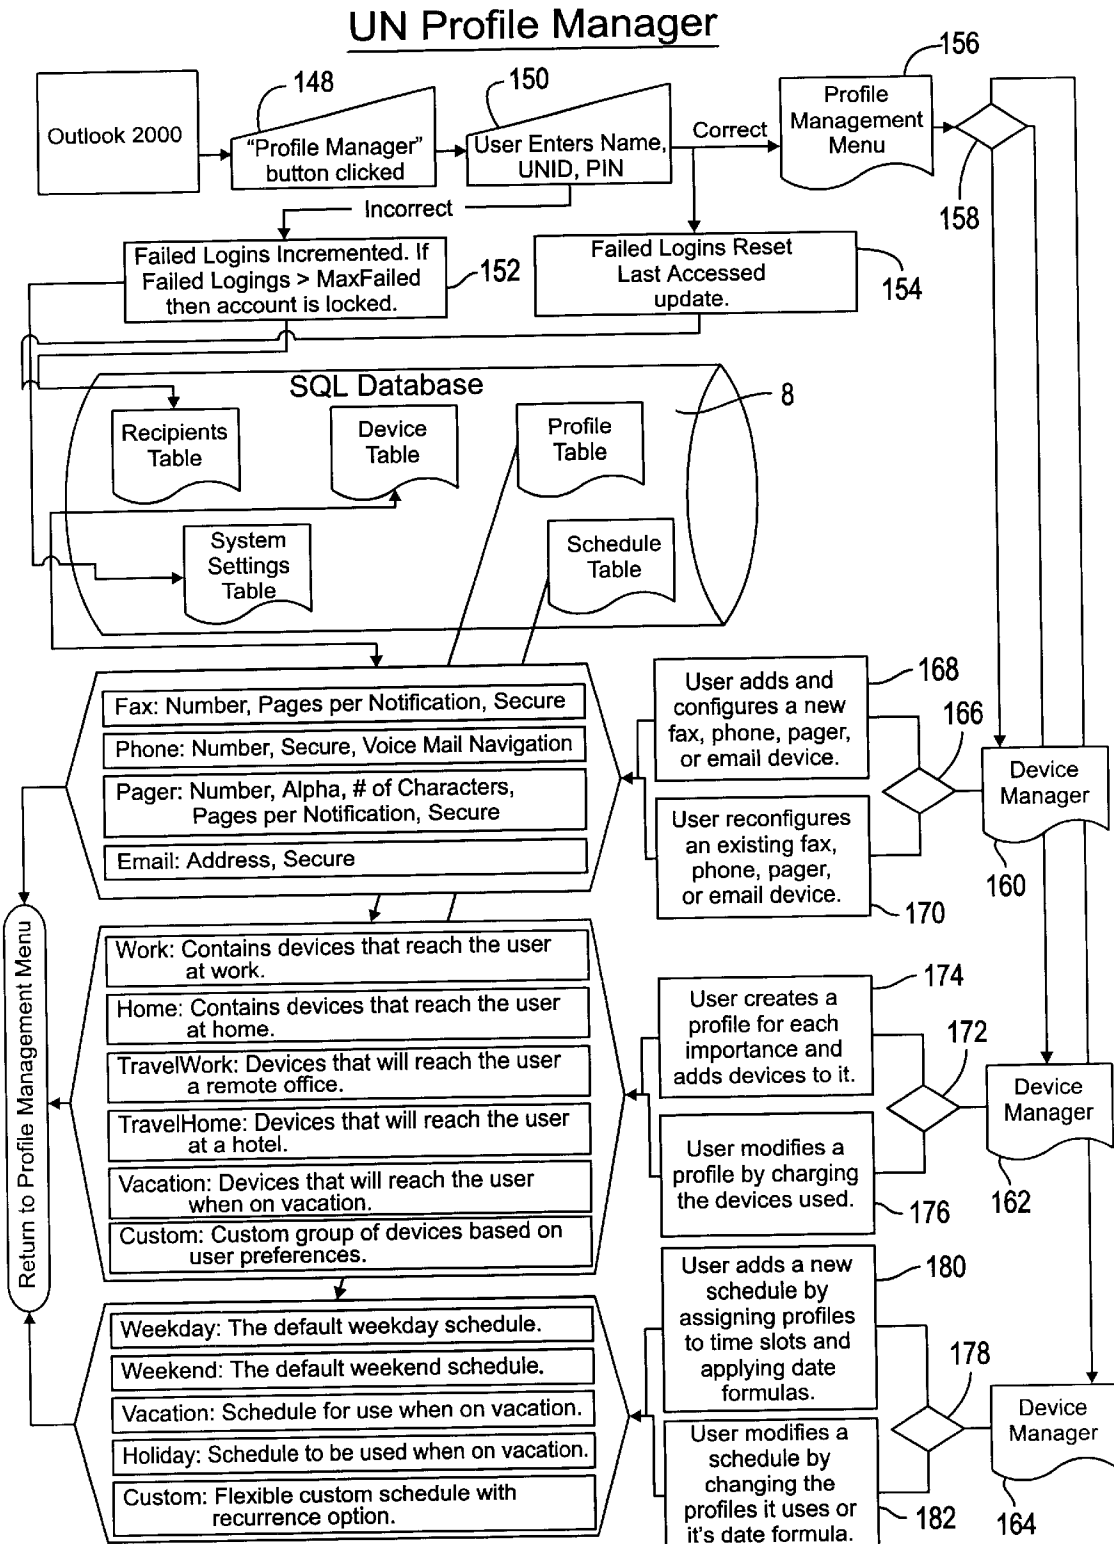 UN Profile Manager
156
148
150
Outlook 2000
"Profile Manager"
button clicked
User Enters Name,
UNID, PIN
Correct
Profile
Management
Menu
158
Incorrect
Failed Logins Incremented. If
Failed Logings > MaxFailed
then account is locked.
152
Failed Logins Reset
Last Accessed
update.
154
SQL Database
8
Recipients
Table
Device
Table
Profile
Table
System
Settings
Table
Schedule
Table
Fax: Number, Pages per Notification, Secure
Phone: Number, Secure, Voice Mail Navigation
Pager: Number, Alpha, # of Characters,
Pages per Notification, Secure
Email: Address, Secure
User adds and
configures a new
fax, phone, pager,
or email device.
168
166
Device
Manager
160
User reconfigures
an existing fax,
phone, pager,
or email device.
170
Return to Profile Management Menu
Work: Contains devices that reach the user
at work.
Home: Contains devices that reach the user
at home.
TravelWork: Devices that will reach the user
a remote office.
TravelHome: Devices that will reach the user
at a hotel.
Vacation: Devices that will reach the user
when on vacation.
Custom: Custom group of devices based on
user preferences.
User creates a
profile for each
importance and
adds devices to it.
174
172
Device
Manager
162
User modifies a
profile by charging
the devices used.
176
Weekday: The default weekday schedule.
Weekend: The default weekend schedule.
Vacation: Schedule for use when on vacation.
Holiday: Schedule to be used when on vacation.
Custom: Flexible custom schedule with
recurrence option.
User adds a new
schedule by
assigning profiles
to time slots and
applying date
formulas.
180
178
Device
Manager
164
User modifies a
schedule by
changing the
profiles it uses or
it's date formula.
182